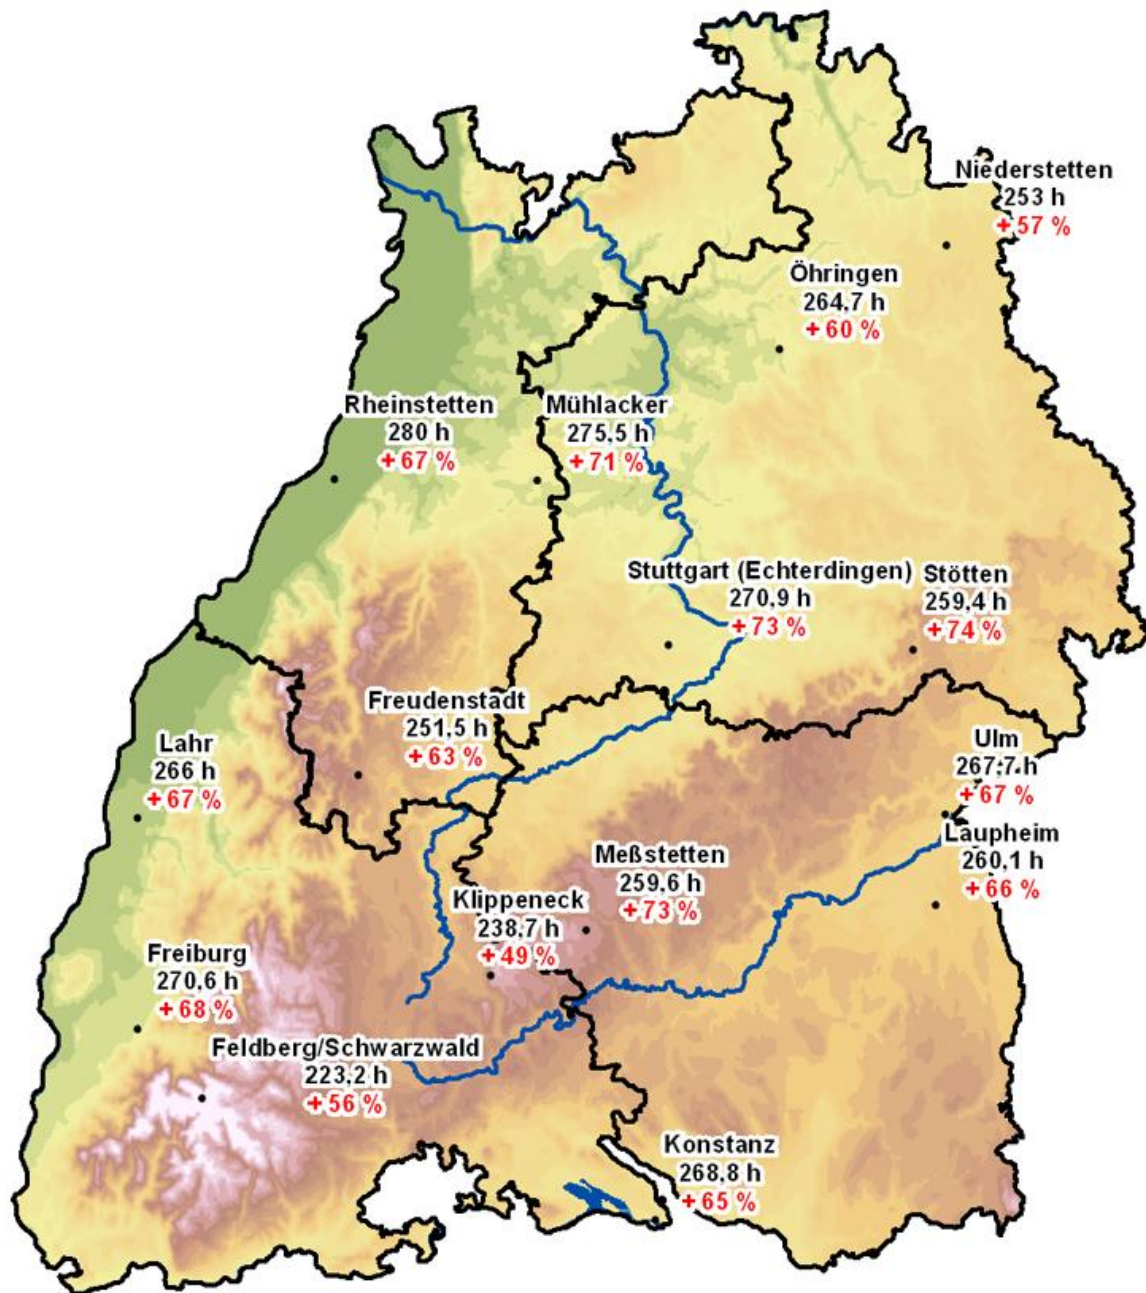 Niederstetten
253 h
+57 %
Öhringen
264,7 h
+60 %
Rheinstetten
280 h
+67 %
Mühlacker
275,5 h
+71 %
Stuttgart (Echterdingen)
270,9 h
+73 %
Stötten
259,4 h
+74 %
Freudenstadt
251,5 h
+63 %
Lahr
266 h
+67 %
Ulm
267,7 h
+67 %
Laupheim
260,1 h
+66 %
Meßstetten
259,6 h
+73 %
Klippeneck
238,7 h
+49 %
Freiburg
270,6 h
+68 %
Feldberg/Schwarzwald
223,2 h
+56 %
Konstanz
268,8 h
+65 %